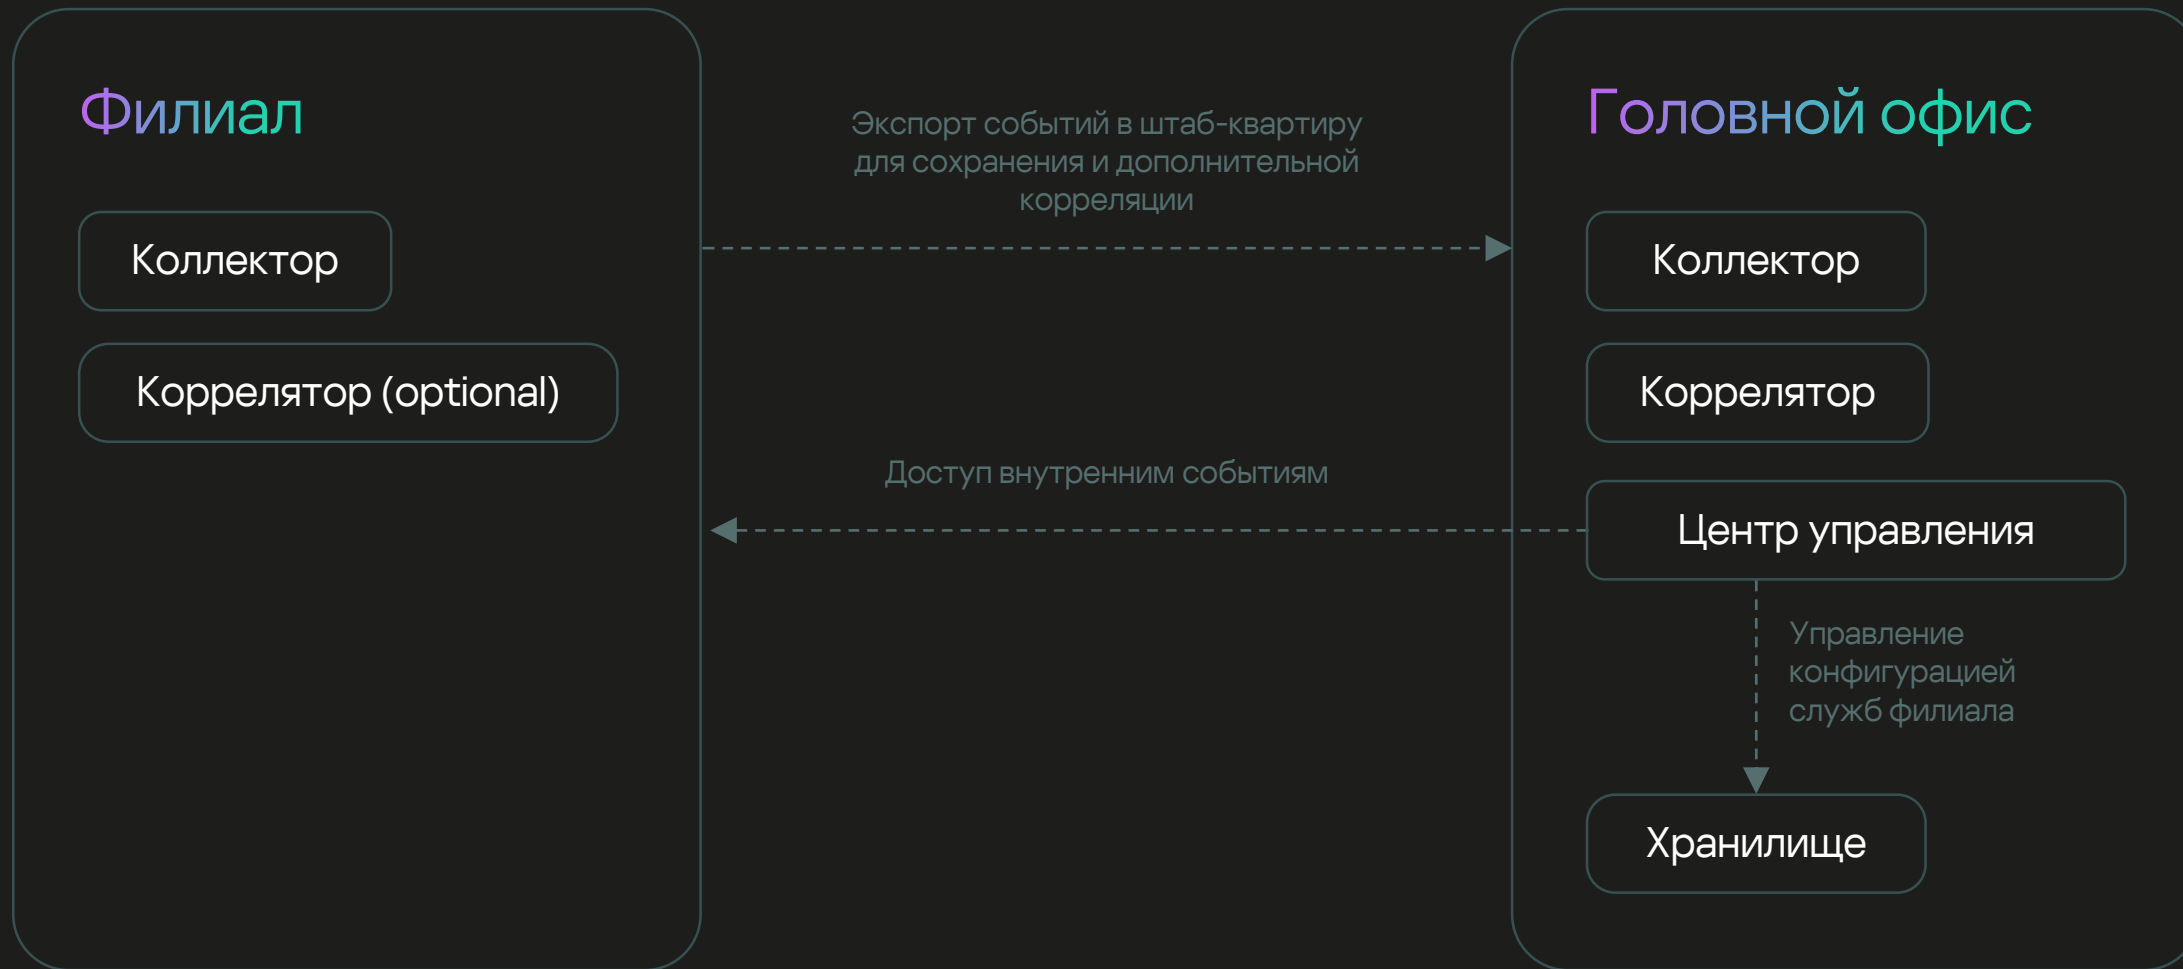 Филиал
Коллектор
Коррелятор (optional)
Экспорт событий в штаб-квартиру
для сохранения и дополнительной
корреляции
Доступ внутренним событиям
Головной офис
Коллектор
Коррелятор
Центр управления
Управление
конфигурацией
служб филиала
Хранилище